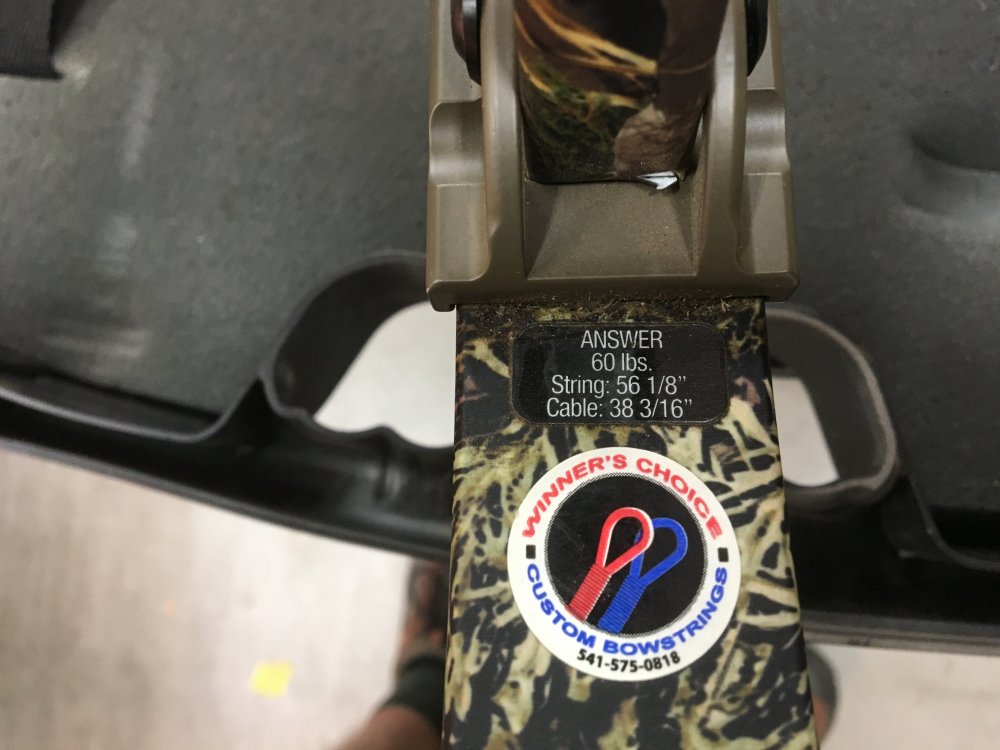 ANSWER
60 lbs.
String: 56 1/8”
Cable: 38 3/16”
WINNER'S CHOICE
CUSTOM BOWSTRINGS
541-575-0818